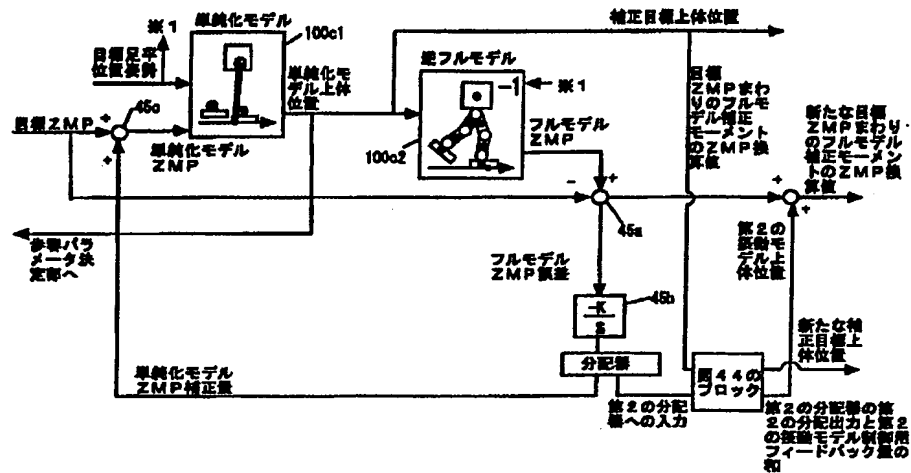 ※1
単純化モデル
100c1
目標足平
位置姿勢
単純化モ
デル上体
位置
45c
+
+
目標ZMP
単純化モデル
ZMP
補正目標上体位置
逆フルモデル
-1
※1
100c2
フルモデル
ZMP
目標
ZMPまわ
りのフルモ
デル補正
モーメント
のZMP換
算値
新たな目標
ZMPまわり
のフルモデル
補正モーメン
トのZMP換
算値
-
+
45a
+
+
歩容パラ
メータ決
定部へ
フルモデル
ZMP誤差
第2の
振動モ
デル上
体位置
45b
-K
S
分配器
新たな補
正目標上
体位置
単純化モデル
ZMP補正量
第2の分配
器への入力
図44の
ブロック
第2の分配器の第
2の分配出力と第2
の振動モデル制御用
フィードバック量の
和